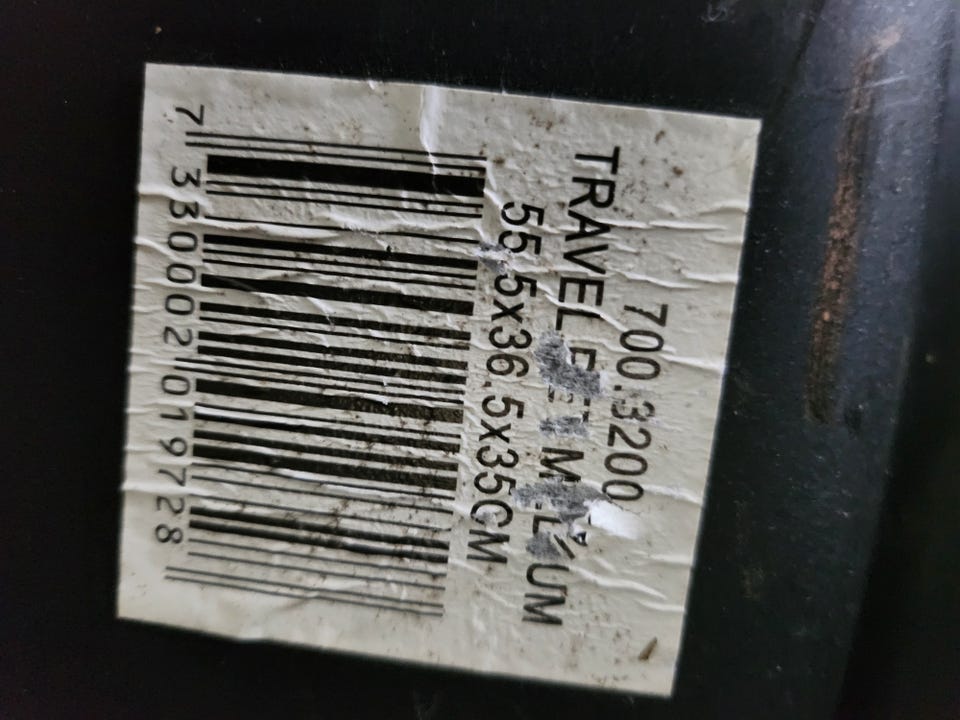 700.3200
TRAVEL
55.5x36.5x35CM
7 330002 019728